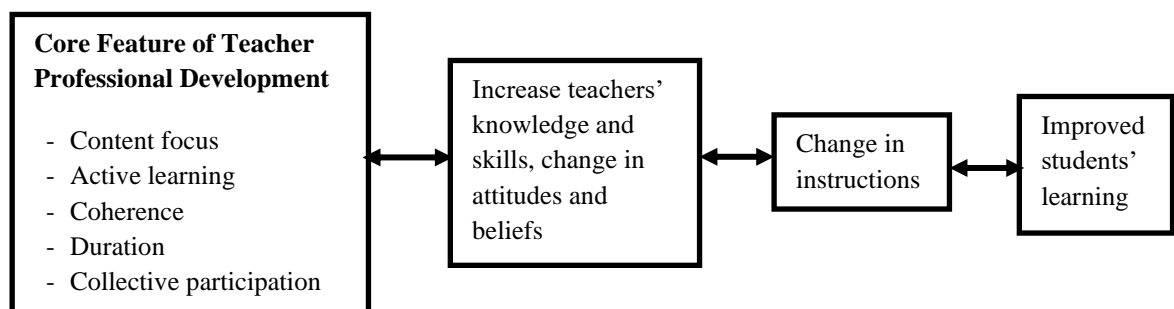 Core Feature of Teacher
Professional Development
- Content focus
- Active learning
- Coherence
- Duration
- Collective participation
Increase teachers’
knowledge and
skills, change in
attitudes and
beliefs
Change in
instructions
Improved
students’
learning